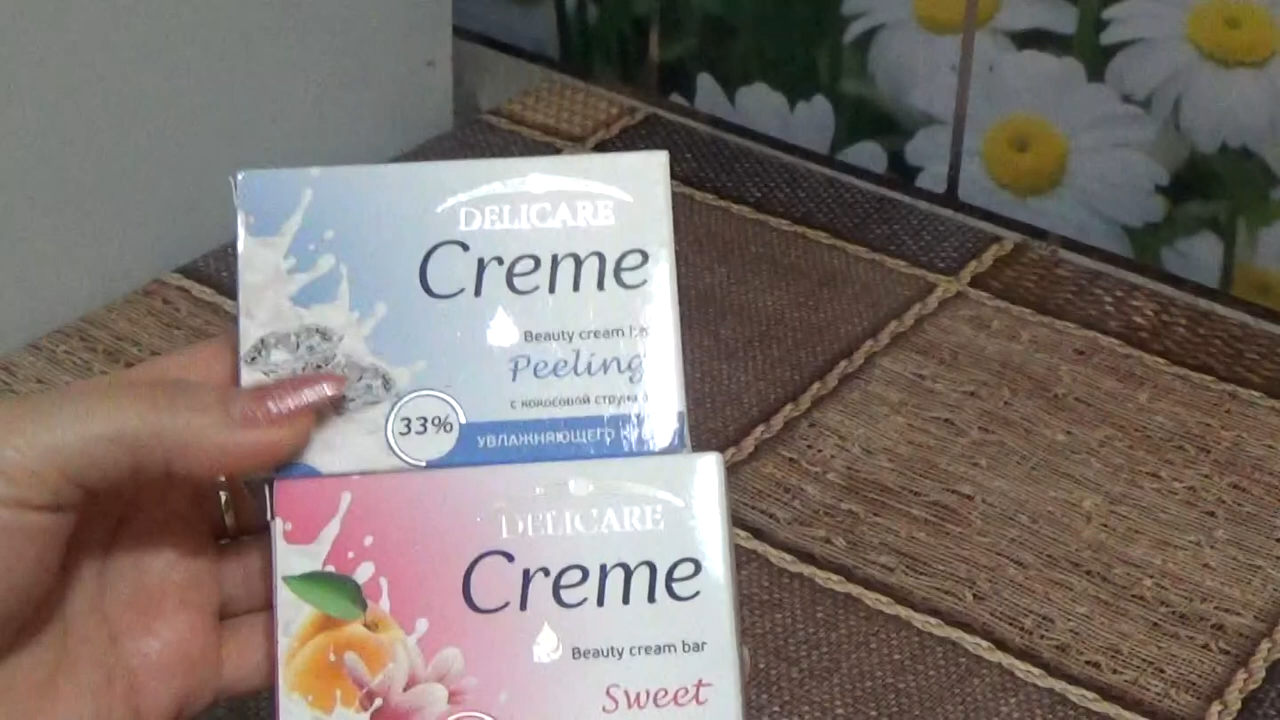 DELICARE
Creme
Beauty cream
Peeling
с кокосовой
33%
УВЛАЖНЯЮЩЕГО
DELICARE
Creme
Beauty cream bar
Sweet